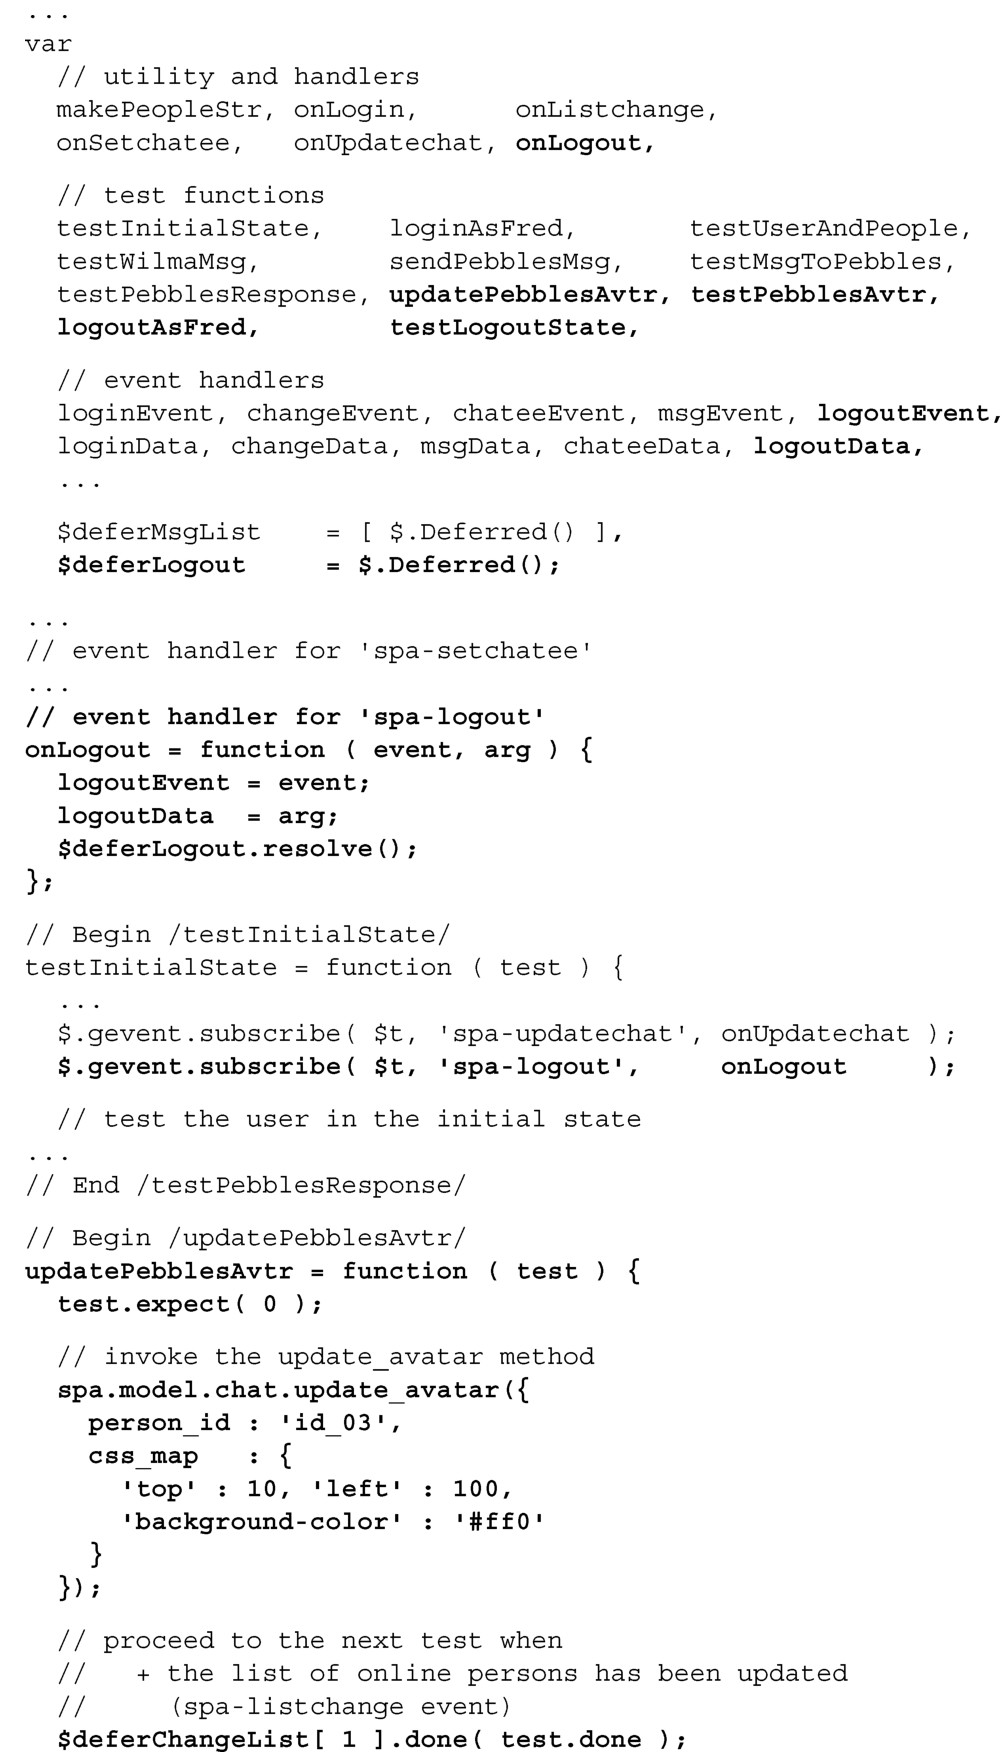 ...
var
  // utility and handlers
  makePeopleStr, onLogin,      onListchange,
  onSetchatee,   onUpdatechat, onLogout,
  // test functions
  testInitialState,    loginAsFred,       testUserAndPeople,
  testWilmaMsg,        sendPebblesMsg,    testMsgToPebbles,
  testPebblesResponse, updatePebblesAvtr, testPebblesAvtr,
  logoutAsFred,        testLogoutState,
  // event handlers
  loginEvent, changeEvent, chateeEvent, msgEvent, logoutEvent,
  loginData, changeData, msgData, chateeData, logoutData,
  ...
  $deferMsgList    = [ $.Deferred() ],
  $deferLogout     = $.Deferred();
...
// event handler for 'spa-setchatee'
...
// event handler for 'spa-logout'
onLogout = function ( event, arg ) {
  logoutEvent = event;
  logoutData  = arg;
  $deferLogout.resolve();
};
// Begin /testInitialState/
testInitialState = function ( test ) {
  ...
  $.gevent.subscribe( $t, 'spa-updatechat', onUpdatechat );
  $.gevent.subscribe( $t, 'spa-logout',     onLogout     );
  // test the user in the initial state
...
// End /testPebblesResponse/
// Begin /updatePebblesAvtr/
updatePebblesAvtr = function ( test ) {
  test.expect( 0 );
  // invoke the update_avatar method
  spa.model.chat.update_avatar({
    person_id : 'id_03',
    css_map   : {
      'top' : 10, 'left' : 100,
      'background-color' : '#ff0'
    }
  });
  // proceed to the next test when
  //   + the list of online persons has been updated
  //     (spa-listchange event)
  $deferChangeList[ 1 ].done( test.done );